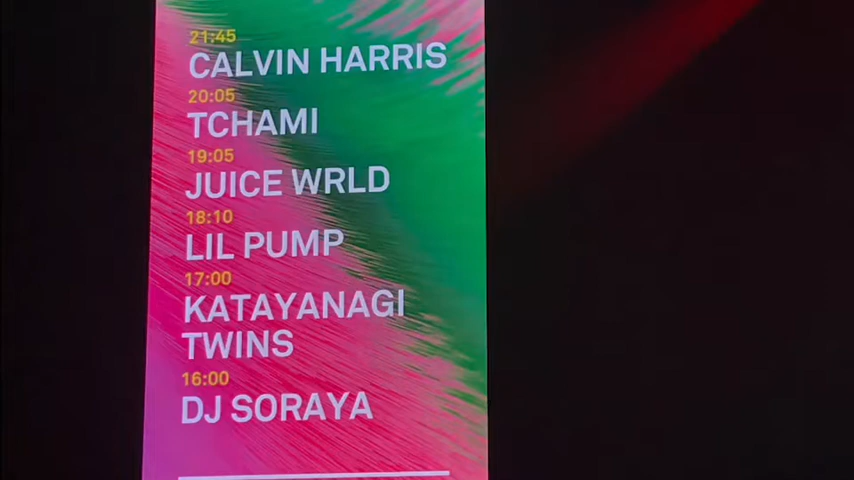 21:45
CALVIN HARRIS
20:05
TCHAMI
19:05
JUICE WRLD
18:10
LIL PUMP
17:00
KATAYANAGI
TWINS
16:00
DJ SORAYA